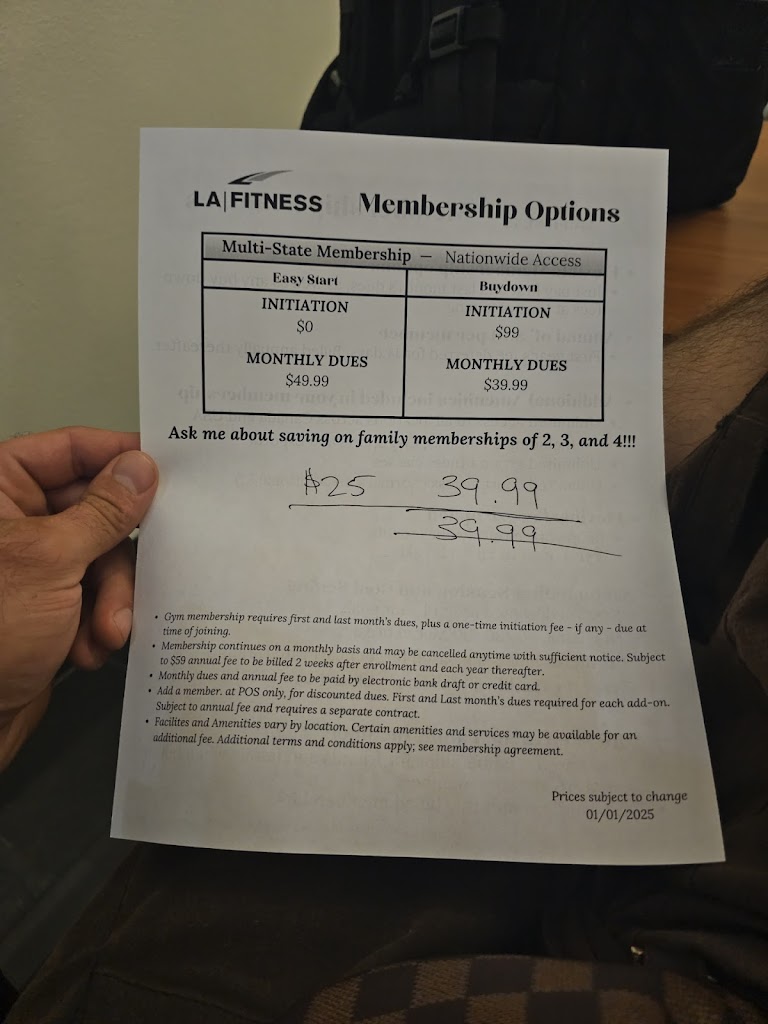 LA|FITNESS Membership Options
Multi-State Membership — Nationwide Access
Easy Start Buydown
INITIATION INITIATION
$0 $99
MONTHLY DUES MONTHLY DUES
$49.99 $39.99
Ask me about saving on family memberships of 2, 3, and 4!!!
$25 39.99
39.99
• Gym membership requires first and last month's dues, plus a one-time initiation fee - if any - due at
time of joining.
• Membership continues on a monthly basis and may be cancelled anytime with sufficient notice. Subject
to $59 annual fee to be billed 2 weeks after enrollment and each year thereafter.
• Monthly dues and annual fee to be paid by electronic bank draft or credit card.
• Add a member. at POS only, for discounted dues. First and Last month's dues required for each add-on.
Subject to annual fee and requires a separate contract.
• Facilites and Amenities vary by location. Certain amenities and services may be available for an
additional fee. Additional terms and conditions apply; see membership agreement.
Prices subject to change
01/01/2025